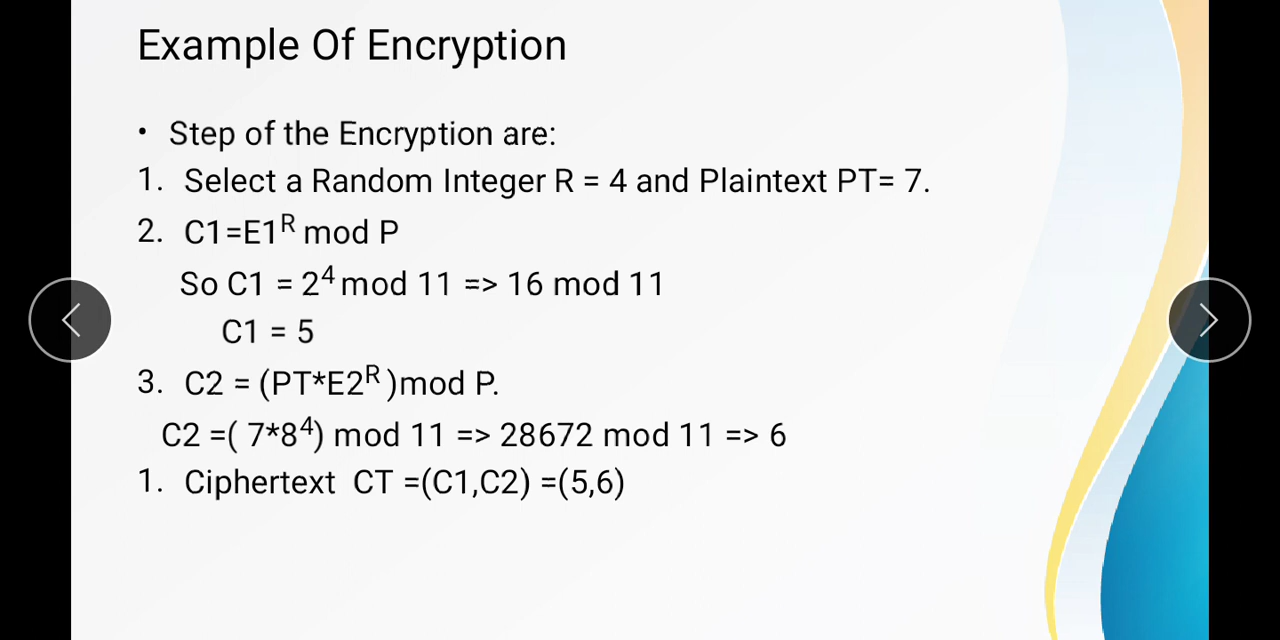 Example Of Encryption
• Step of the Encryption are:
1. Select a Random Integer R = 4 and Plaintext PT= 7.
2. C1=E1ᴿ mod P
So C1 = 2⁴ mod 11 => 16 mod 11
C1 = 5
3. C2 = (PT*E2ᴿ )mod P.
C2 =( 7*8⁴) mod 11 => 28672 mod 11 => 6
1. Ciphertext CT =(C1,C2) =(5,6)